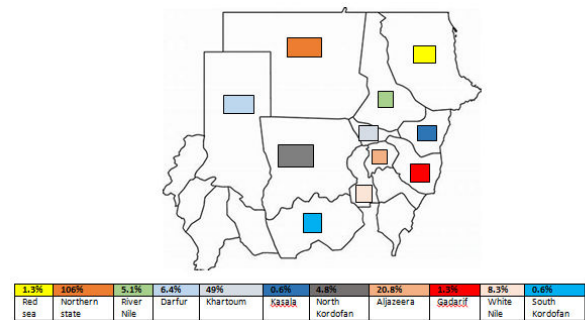 1.3% 106% 5.1% 6.4% 49% 0.6% 4.8% 20.8% 1.3% 8.3% 0.6%
Red Northern River Darfur Khartoum Kasala North Aljazeera Gadarif White South
sea state Nile Kordofan Nile Kordofan